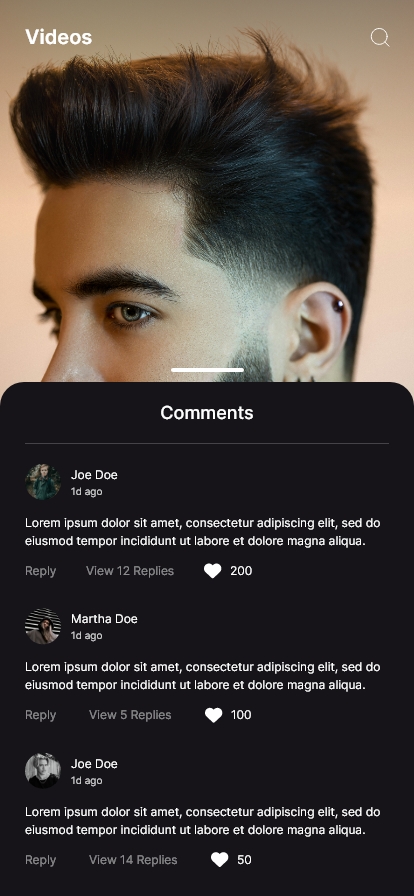 Videos
Comments
Joe Doe
1d ago
Lorem ipsum dolor sit amet, consectetur adipiscing elit, sed do
eiusmod tempor incididunt ut labore et dolore magna aliqua.
Reply View 12 Replies 200
Martha Doe
1d ago
Lorem ipsum dolor sit amet, consectetur adipiscing elit, sed do
eiusmod tempor incididunt ut labore et dolore magna aliqua.
Reply View 5 Replies 100
Joe Doe
1d ago
Lorem ipsum dolor sit amet, consectetur adipiscing elit, sed do
eiusmod tempor incididunt ut labore et dolore magna aliqua.
Reply View 14 Replies 50